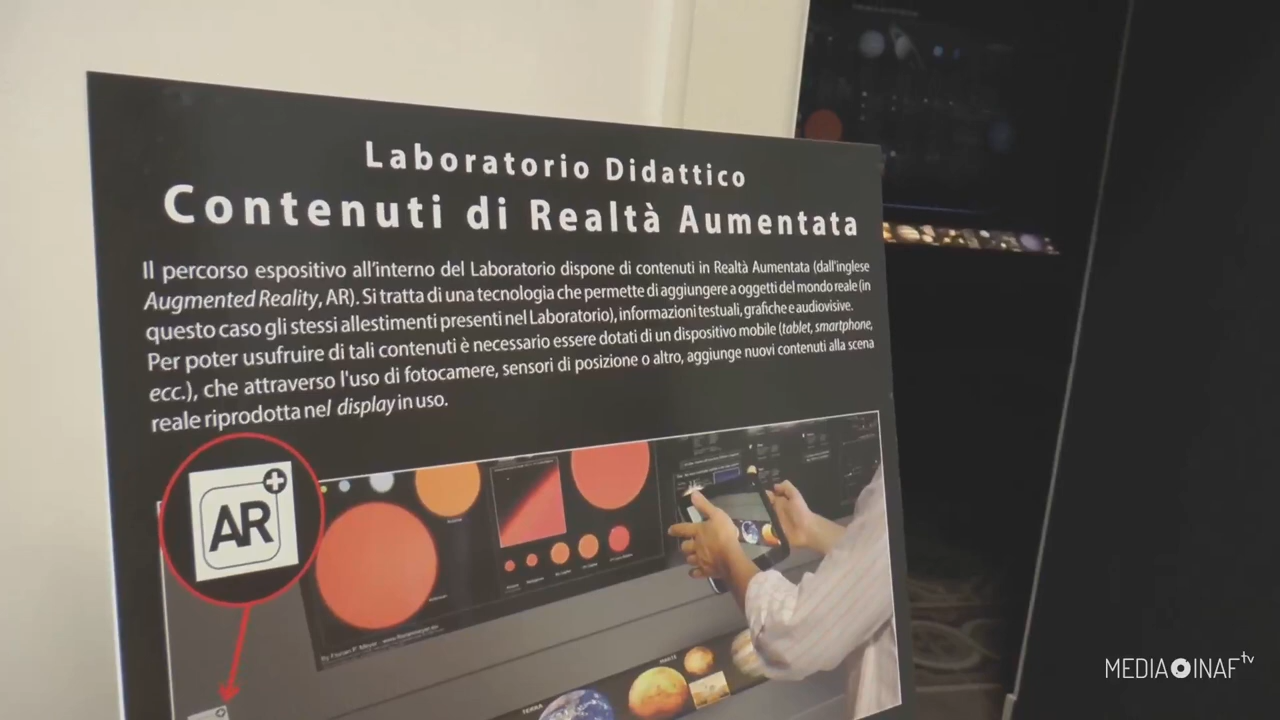 Laboratorio Didattico
Contenuti di Realtà Aumentata
Il percorso espositivo all'interno del Laboratorio dispone di contenuti in Realtà Aumentata (dall'inglese
Augmented Reality, AR). Si tratta di una tecnologia che permette di aggiungere a oggetti del mondo reale (in
questo caso gli stessi allestimenti presenti nel Laboratorio), informazioni testuali, grafiche e audiovisive.
Per poter usufruire di tali contenuti è necessario essere dotati di un dispositivo mobile (tablet, smartphone,
ecc.), che attraverso l'uso di fotocamere, sensori di posizione o altro, aggiunge nuovi contenuti alla scena
reale riprodotta nel display in uso.
AR+
MARTE
TERRA
MEDIA INAF tv